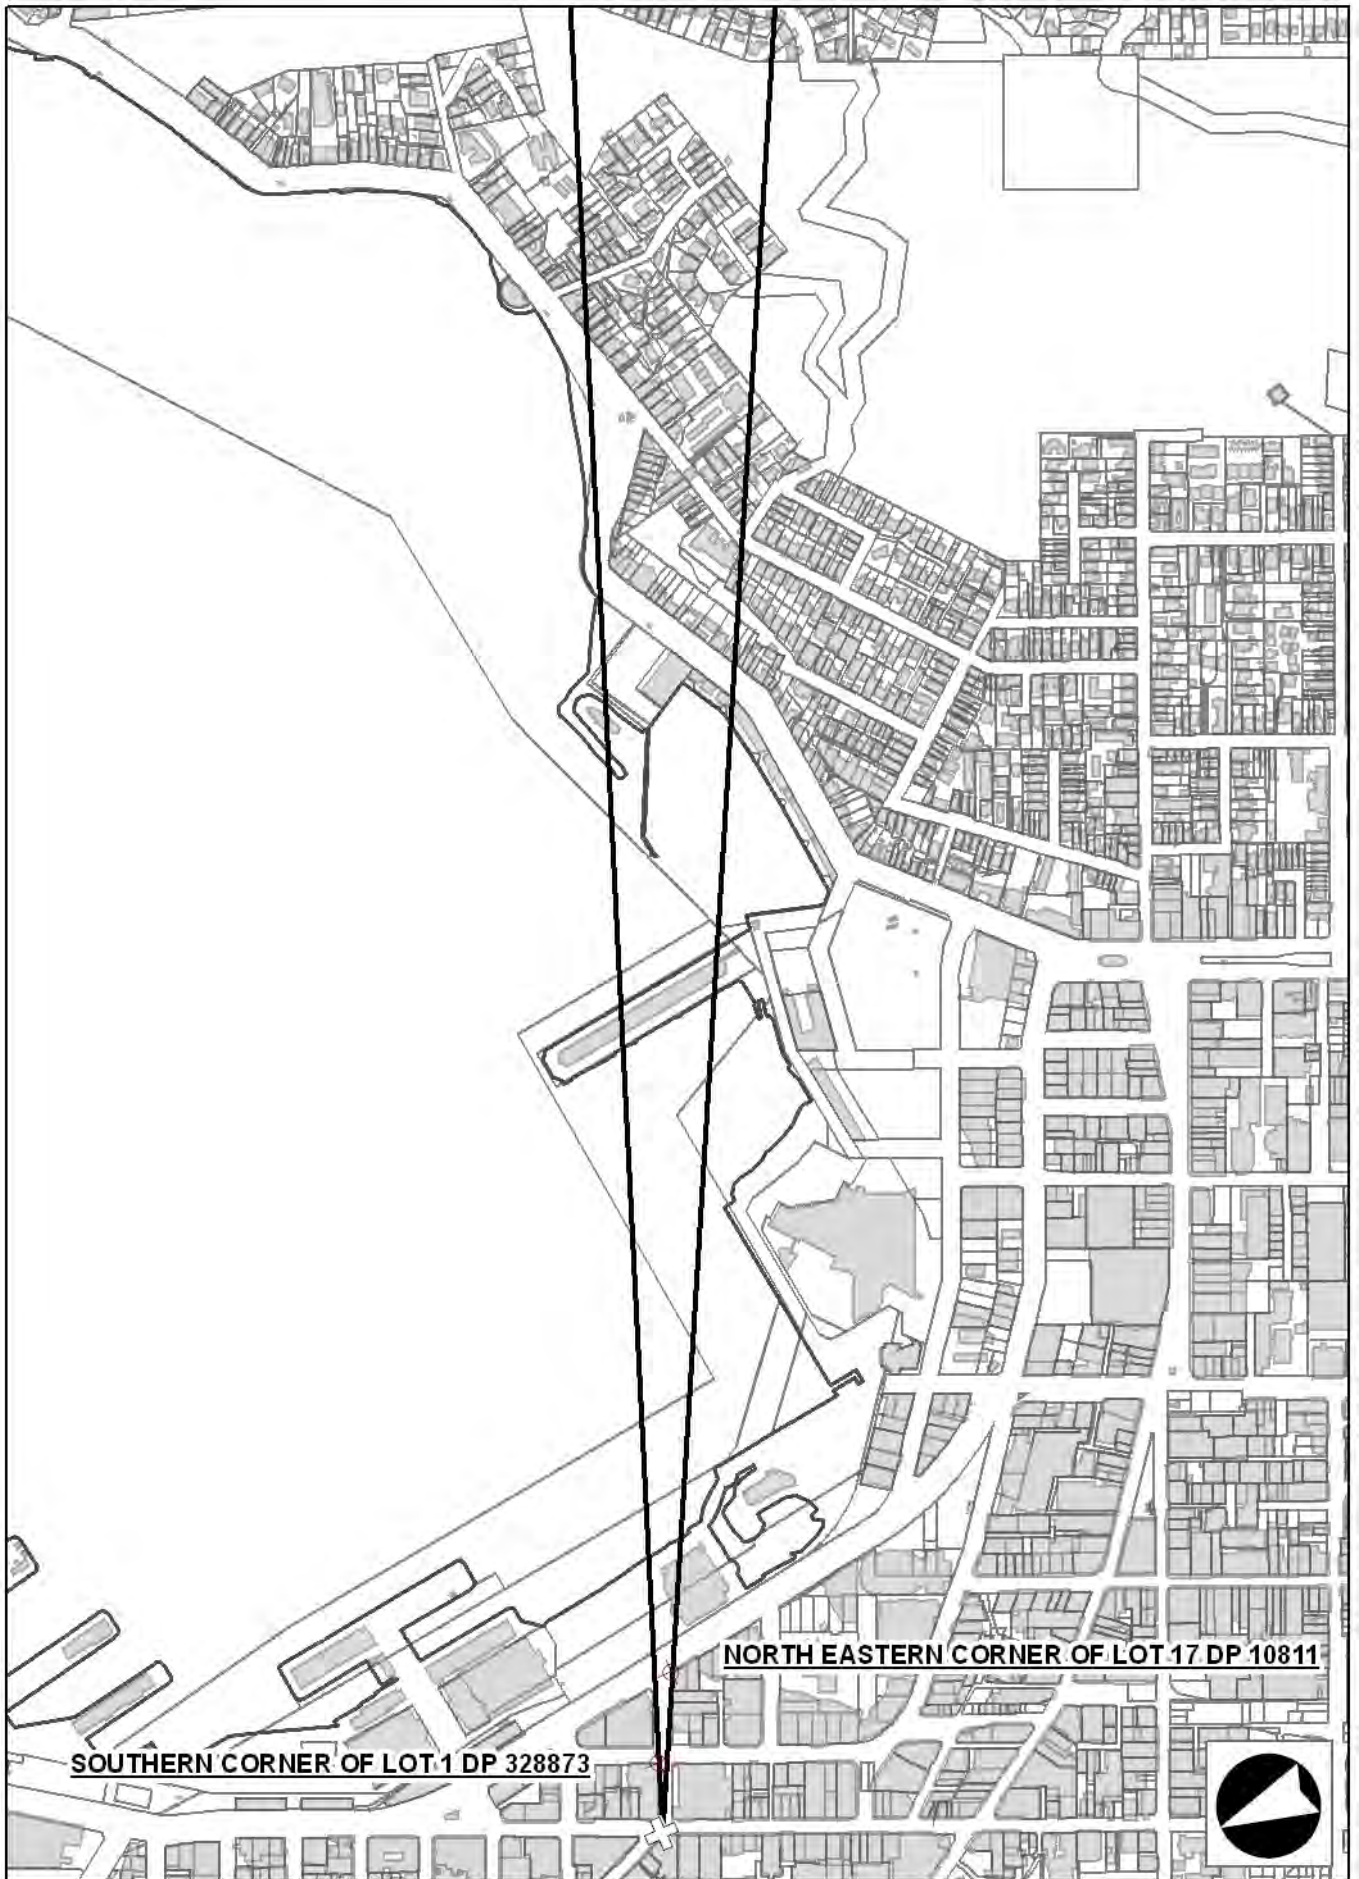 NORTH EASTERN CORNER OF LOT 17 DP 10811
SOUTHERN CORNER OF LOT 1 DP 328873